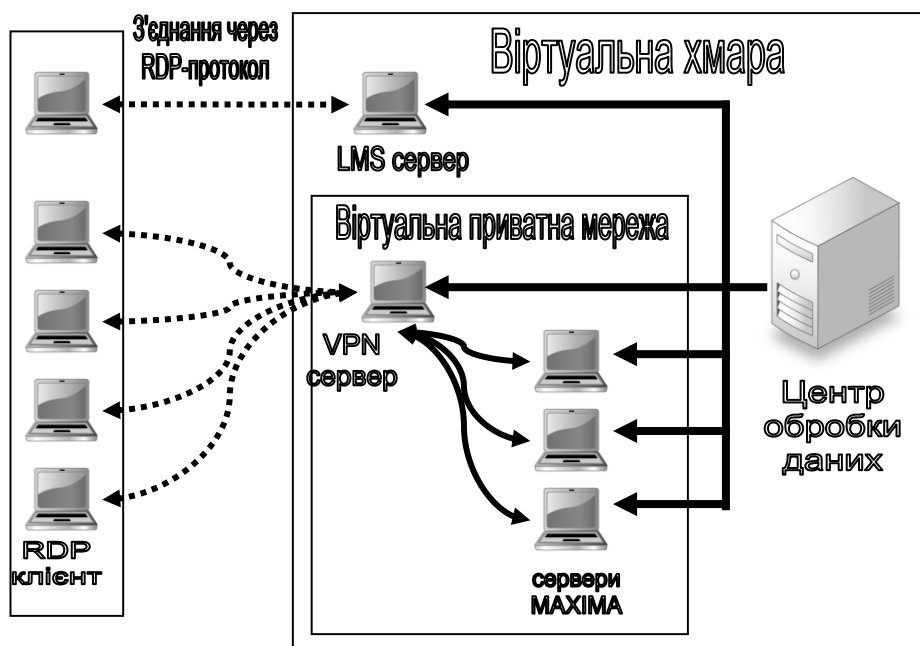 З'єднання через
RDP-протокол
Віртуальна хмара
LMS сервер
Віртуальна приватна мережа
VPN
сервер
Центр
обробки
даних
RDP
клієнт
сервери
MAXIMA